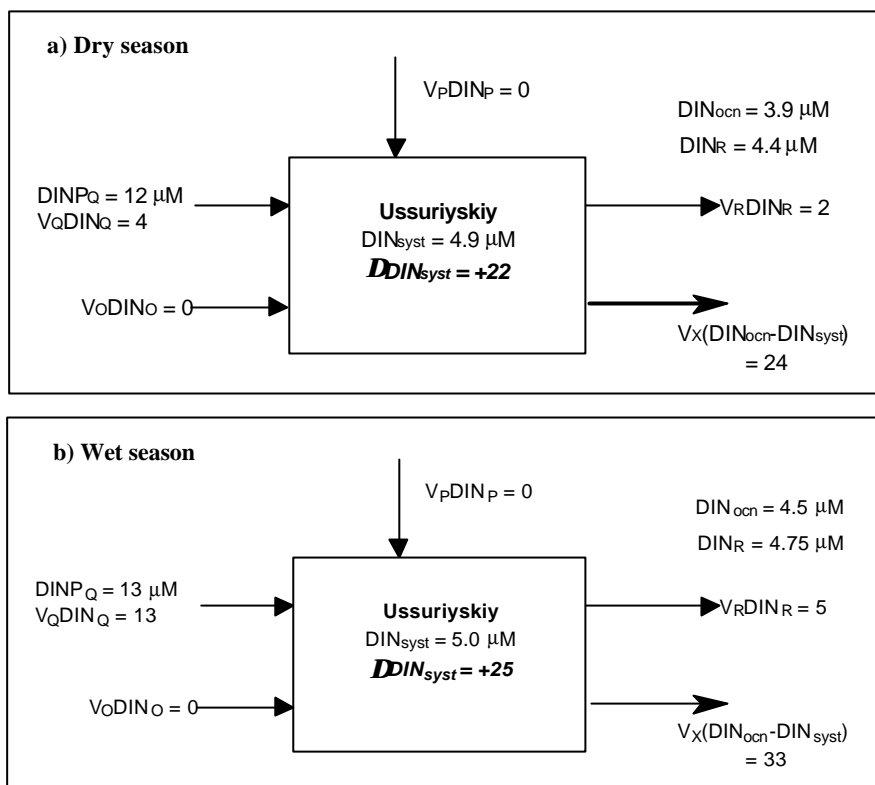 a) Dry season
VPDINP = 0
DINocn = 3.9 μM
DINR = 4.4 μM
DINPQ = 12 μM
VQDINQ = 4
Ussuriyskiy
DINsyst = 4.9 μM
DDINsyst = +22
VRDINR = 2
VODINO = 0
VX(DINocn-DINsyst)
= 24
b) Wet season
VPDINP = 0
DINocn = 4.5 μM
DINR = 4.75 μM
DINPQ = 13 μM
VQDINQ = 13
Ussuriyskiy
DINsyst = 5.0 μM
DDINsyst = +25
VRDINR = 5
VODINO = 0
VX(DINocn-DINsyst)
= 33